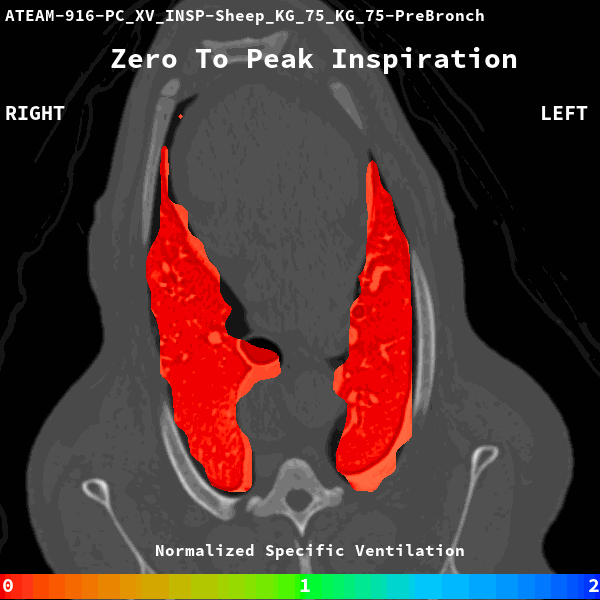 ATEAM-916-PC_XV_INSP-Sheep_KG_75_KG_75-PreBronch
Zero To Peak Inspiration
RIGHT LEFT
Normalized Specific Ventilation
0 1 2